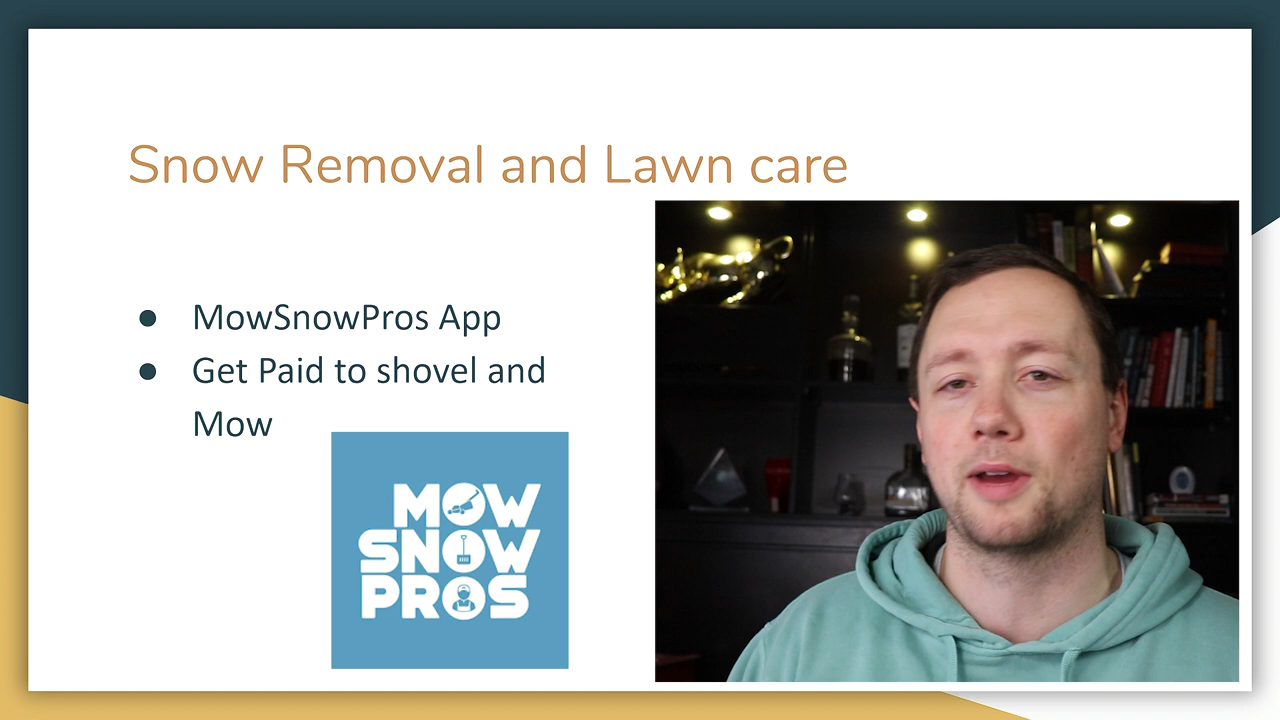 Snow Removal and Lawn care
● MowSnowPros App
● Get Paid to shovel and
Mow
MOW
SNOW
PROS